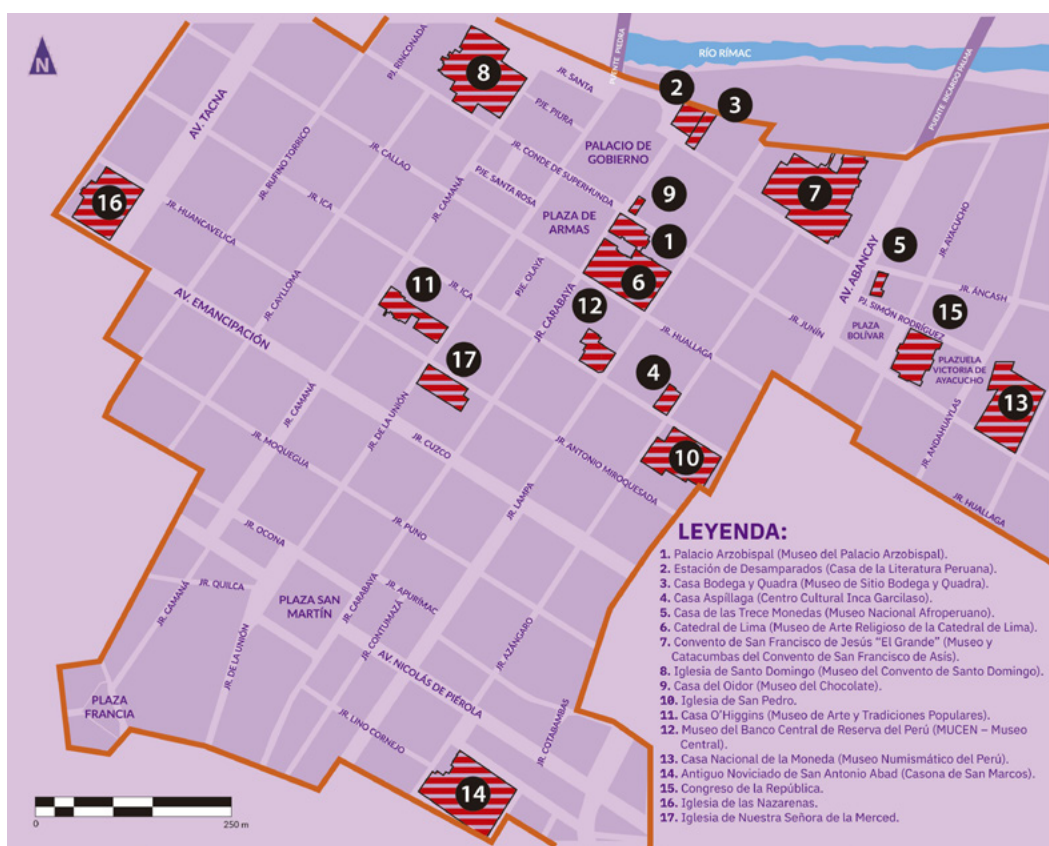 N
RÍO RÍMAC
PUENTE PIEDRA
PUENTE RICARDO PALMA
PJ. RINCONADA
8
JR. SANTA
PJE. PIURA
2
3
AV. TACNA
JR. RUFINO TORRICO
JR. CALLAO
JR. CONDE DE SUPERHUNDA
PALACIO DE
GOBIERNO
7
JR. ICA
JR. CAMANÁ
PJE. SANTA ROSA
16
JR. HUANCAVELICA
9
PLAZA DE
ARMAS
1
JR. AYACUCHO
5
AV. ABANCAY
JR. CAYLLOMA
11
JR. ICA
PJE. OLAYA
6
JR. ÁNCASH
AV. EMANCIPACIÓN
JR. CARABAYA
12
JR. HUALLAGA
JR. JUNÍN
PJ. SIMÓN RODRÍGUEZ
15
PLAZA
BOLÍVAR
17
4
PLAZUELA
VICTORIA DE
AYACUCHO
13
JR. CAMANÁ
JR. DE LA UNIÓN
JR. MOQUEGUA
JR. CUZCO
JR. ANTONIO MIROQUESADA
10
JR. ANDAHUAYLAS
JR. HUALLAGA
JR. LAMPA
JR. OCONA
JR. PUNO
JR. QUILCA
JR. CAMANÁ
PLAZA SAN
MARTÍN
JR. CARABAYA
JR. APURÍMAC
JR. CONTUMAZÁ
JR. AZÁNGARO
JR. DE LA UNIÓN
AV. NICOLÁS DE PIÉROLA
PLAZA
FRANCIA
JR. LINO CORNEJO
JR. COTABAMBAS
14
0
250 m
LEYENDA:
1. Palacio Arzobispal (Museo del Palacio Arzobispal).
2. Estación de Desamparados (Casa de la Literatura Peruana).
3. Casa Bodega y Quadra (Museo de Sitio Bodega y Quadra).
4. Casa Aspíllaga (Centro Cultural Inca Garcilaso).
5. Casa de las Trece Monedas (Museo Nacional Afroperuano).
6. Catedral de Lima (Museo de Arte Religioso de la Catedral de Lima).
7. Convento de San Francisco de Jesús "El Grande" (Museo y
Catacumbas del Convento de San Francisco de Asís).
8. Iglesia de Santo Domingo (Museo del Convento de Santo Domingo).
9. Casa del Oidor (Museo del Chocolate).
10. Iglesia de San Pedro.
11. Casa O'Higgins (Museo de Arte y Tradiciones Populares).
12. Museo del Banco Central de Reserva del Perú (MUCEN – Museo
Central).
13. Casa Nacional de la Moneda (Museo Numismático del Perú).
14. Antiguo Noviciado de San Antonio Abad (Casona de San Marcos).
15. Congreso de la República.
16. Iglesia de las Nazarenas.
17. Iglesia de Nuestra Señora de la Merced.